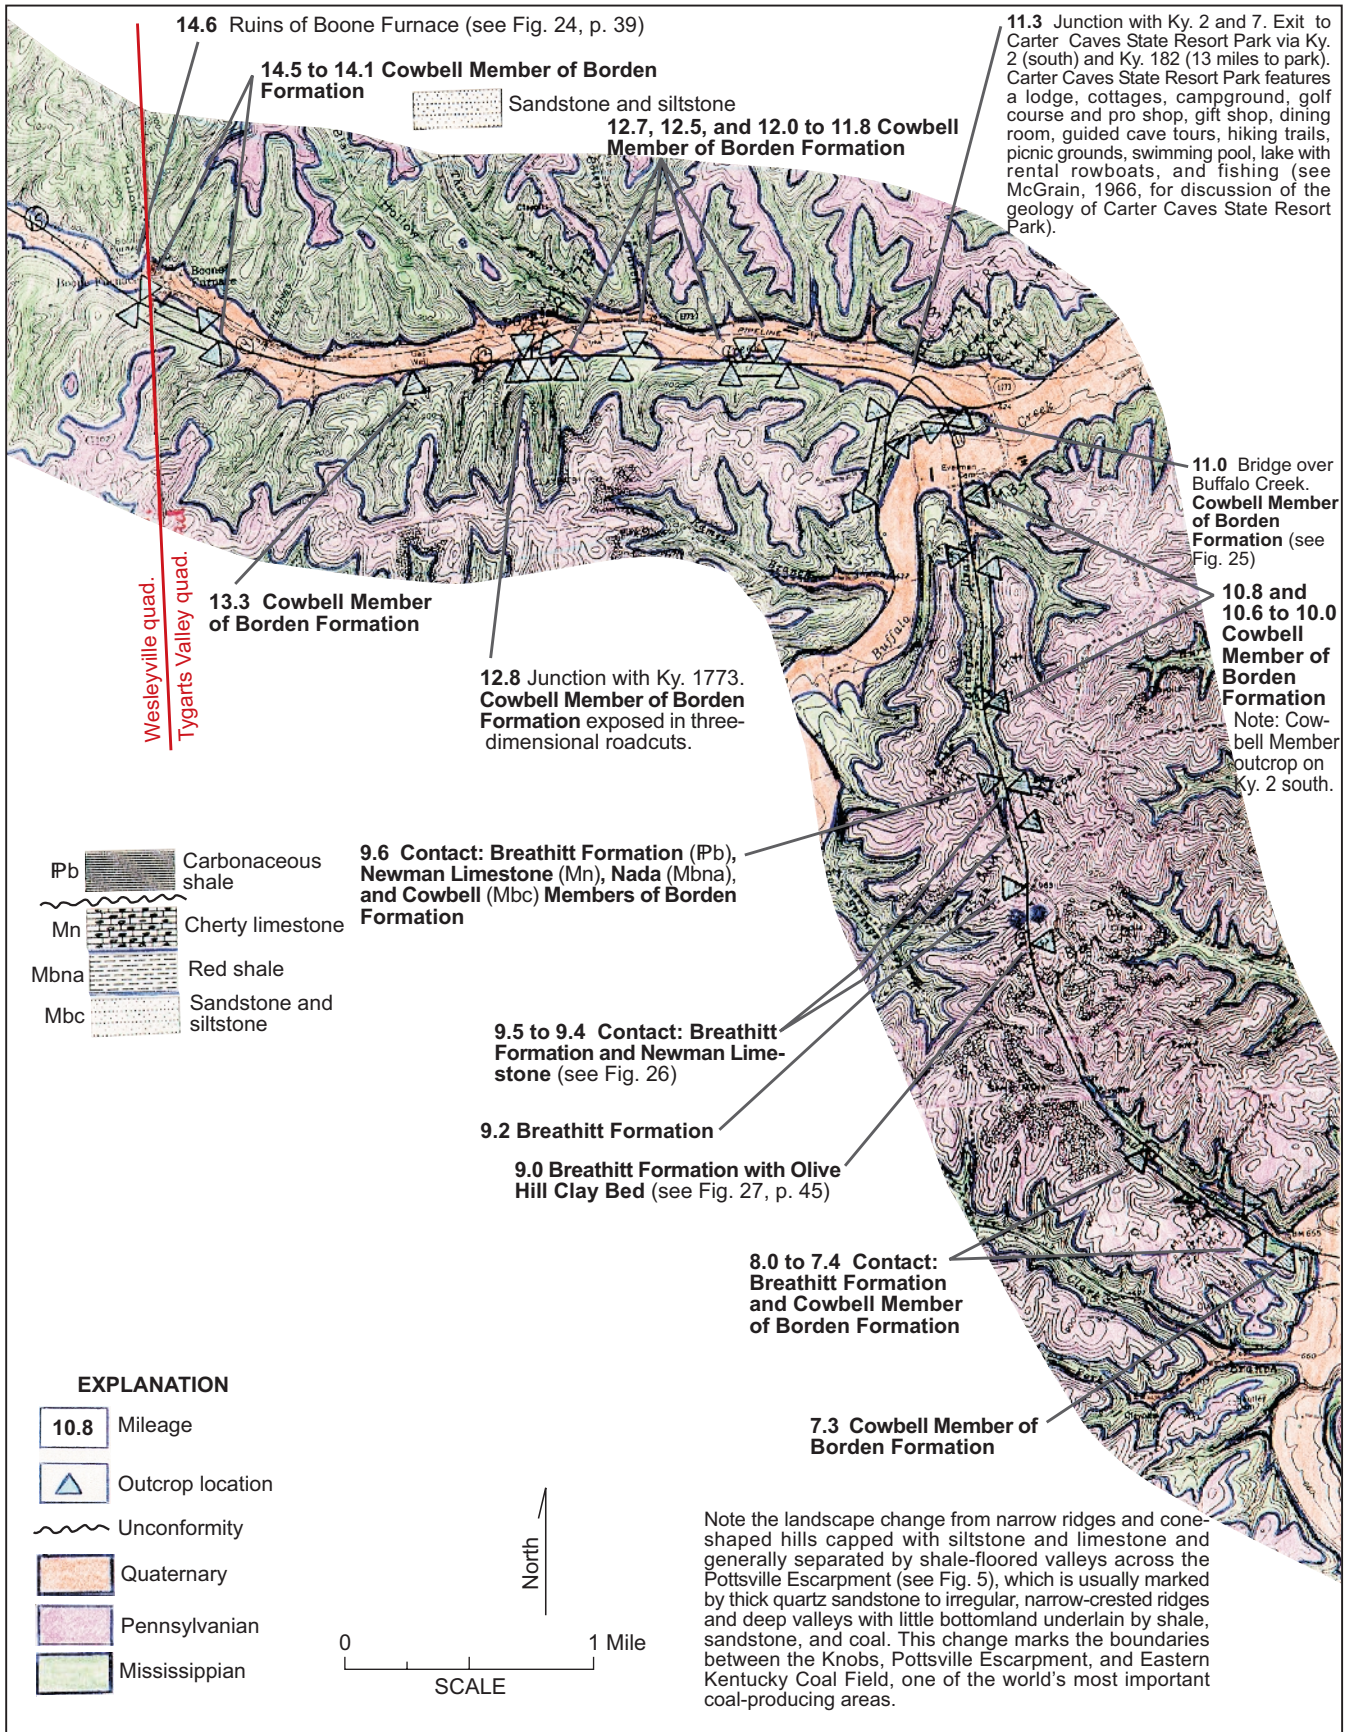 14.6 Ruins of Boone Furnace (see Fig. 24, p. 39)
14.5 to 14.1 Cowbell Member of Borden
Formation
Sandstone and siltstone
12.7, 12.5, and 12.0 to 11.8 Cowbell
Member of Borden Formation
11.3 Junction with Ky. 2 and 7. Exit to
Carter Caves State Resort Park via Ky.
2 (south) and Ky. 182 (13 miles to park).
Carter Caves State Resort Park features
a lodge, cottages, campground, golf
course and pro shop, gift shop, dining
room, guided cave tours, hiking trails,
picnic grounds, swimming pool, lake with
rental rowboats, and fishing (see
McGrain, 1966, for discussion of the
geology of Carter Caves State Resort
Park).
Boone
Furnace
Creek
PIPELINE
Creek
Gas
Well
Creek
Everman
Branch
Buffalo
11.0 Bridge over
Buffalo Creek.
Cowbell Member
of Borden
Formation (see
Fig. 25)
10.8 and
10.6 to 10.0
Cowbell
Member of
Borden
Formation
Note: Cow-
bell Member
outcrop on
Ky. 2 south.
Wesleyville quad.
Tygarts Valley quad.
13.3 Cowbell Member
of Borden Formation
12.8 Junction with Ky. 1773.
Cowbell Member of Borden
Formation exposed in three-
dimensional roadcuts.
ℙb
Carbonaceous
shale
Mn
Cherty limestone
Mbna
Red shale
Mbc
Sandstone and
siltstone
9.6 Contact: Breathitt Formation (ℙb),
Newman Limestone (Mn), Nada (Mbna),
and Cowbell (Mbc) Members of Borden
Formation
9.5 to 9.4 Contact: Breathitt
Formation and Newman Lime-
stone (see Fig. 26)
9.2 Breathitt Formation
9.0 Breathitt Formation with Olive
Hill Clay Bed (see Fig. 27, p. 45)
8.0 to 7.4 Contact:
Breathitt Formation
and Cowbell Member
of Borden Formation
BM 655
660
Branch
7.3 Cowbell Member of
Borden Formation
EXPLANATION
10.8 Mileage
Outcrop location
Unconformity
Quaternary
Pennsylvanian
Mississippian
North
0 1 Mile
SCALE
Note the landscape change from narrow ridges and cone-
shaped hills capped with siltstone and limestone and
generally separated by shale-floored valleys across the
Pottsville Escarpment (see Fig. 5), which is usually marked
by thick quartz sandstone to irregular, narrow-crested ridges
and deep valleys with little bottomland underlain by shale,
sandstone, and coal. This change marks the boundaries
between the Knobs, Pottsville Escarpment, and Eastern
Kentucky Coal Field, one of the world's most important
coal-producing areas.